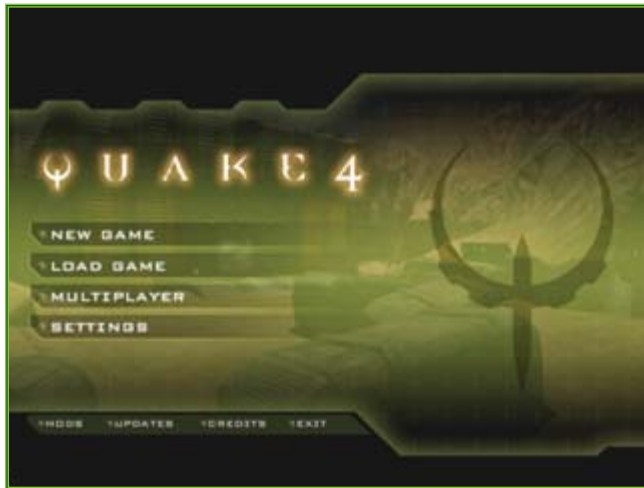 QUAKE 4
NEW GAME
LOAD GAME
MULTIPLAYER
SETTINGS
MODS UPDATES CREDITS EXIT